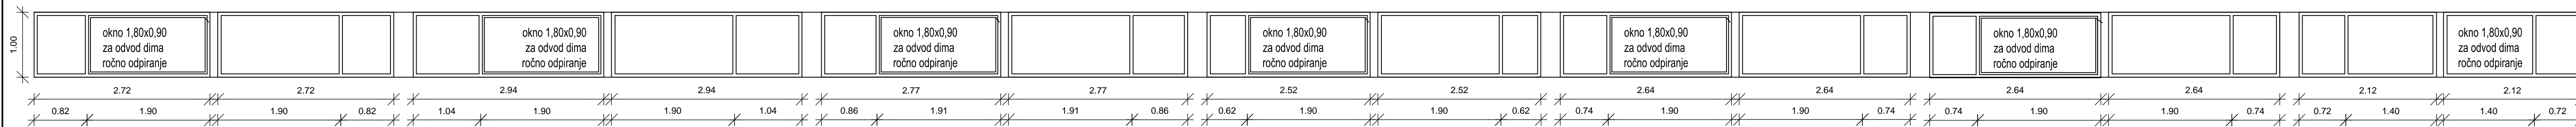 okno 1,80x0,90
za odvod dima
ročno odpiranje
okno 1,80x0,90
za odvod dima
ročno odpiranje
okno 1,80x0,90
za odvod dima
ročno odpiranje
okno 1,80x0,90
za odvod dima
ročno odpiranje
okno 1,80x0,90
za odvod dima
ročno odpiranje
okno 1,80x0,90
za odvod dima
ročno odpiranje
okno 1,80x0,90
za odvod dima
ročno odpiranje
1.00
2.72 2.72 2.94 2.94 2.77 2.77 2.52 2.52 2.64 2.64 2.64 2.64 2.12 2.12
0.82 1.90 1.90 0.82 1.04 1.90 1.90 1.04 0.86 1.91 1.91 0.86 0.62 1.90 1.90 0.62 0.74 1.90 1.90 0.74 0.74 1.90 1.90 0.74 0.72 1.40 1.40 0.72